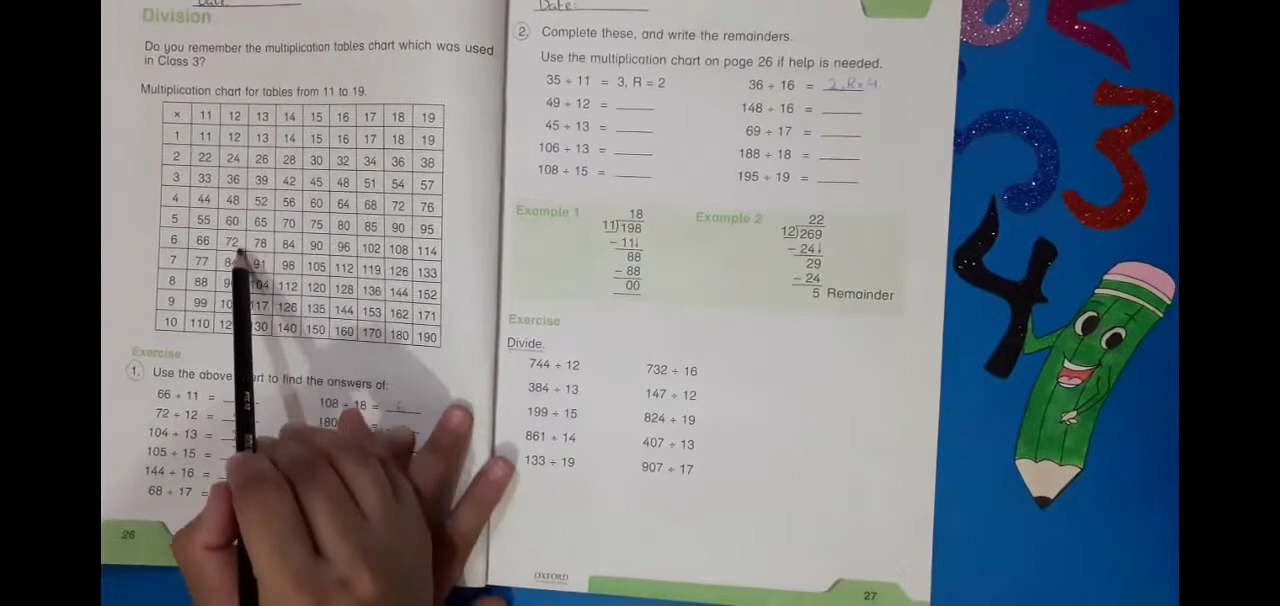 Division
Do you remember the multiplication tables chart which was used
in Class 3?
Multiplication chart for tables from 11 to 19.
× 11 12 13 14 15 16 17 18 19
1 11 12 13 14 15 16 17 18 19
2 22 24 26 28 30 32 34 36 38
3 33 36 39 42 45 48 51 54 57
4 44 48 52 56 60 64 68 72 76
5 55 60 65 70 75 80 85 90 95
6 66 72 78 84 90 96 102 108 114
7 77 91 98 105 112 119 126 133
8 88 104 112 120 128 136 144 152
9 99 117 126 135 144 153 162 171
10 110 130 140 150 160 170 180 190
Exercise
1. Use the above to find the answers of:
66 ÷ 11 =
72 ÷ 12 =
104 ÷ 13 =
105 ÷ 15 =
144 ÷ 16 =
68 ÷ 17 =
108 ÷ 18 =
180
26
Date:
2. Complete these, and write the remainders.
Use the multiplication chart on page 26 if help is needed.
35 ÷ 11 = 3, R = 2
49 ÷ 12 =
45 ÷ 13 =
106 ÷ 13 =
108 ÷ 15 =
36 ÷ 16 = 2, R=4
148 ÷ 16 =
69 ÷ 17 =
188 ÷ 18 =
195 ÷ 19 =
Example 1
18
11)198
- 11↓
88
- 88
00
Example 2
22
12)269
- 24↓
29
- 24
5 Remainder
Exercise
Divide.
744 ÷ 12
384 ÷ 13
199 ÷ 15
861 ÷ 14
133 ÷ 19
732 ÷ 16
147 ÷ 12
824 ÷ 19
407 ÷ 13
907 ÷ 17
OXFORD
27
3
4